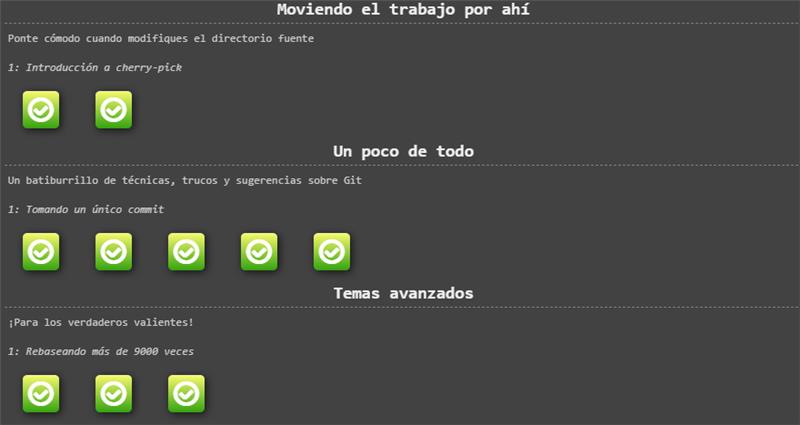 Moviendo el trabajo por ahí
Ponte cómodo cuando modifiques el directorio fuente
1: Introducción a cherry-pick
Un poco de todo
Un batiburrillo de técnicas, trucos y sugerencias sobre Git
1: Tomando un único commit
Temas avanzados
¡Para los verdaderos valientes!
1: Rebaseando más de 9000 veces